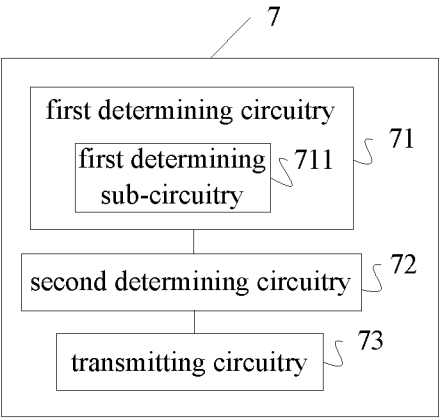 7
first determining circuitry
71
first determining 711
sub-circuitry
second determining circuitry
72
transmitting circuitry
73